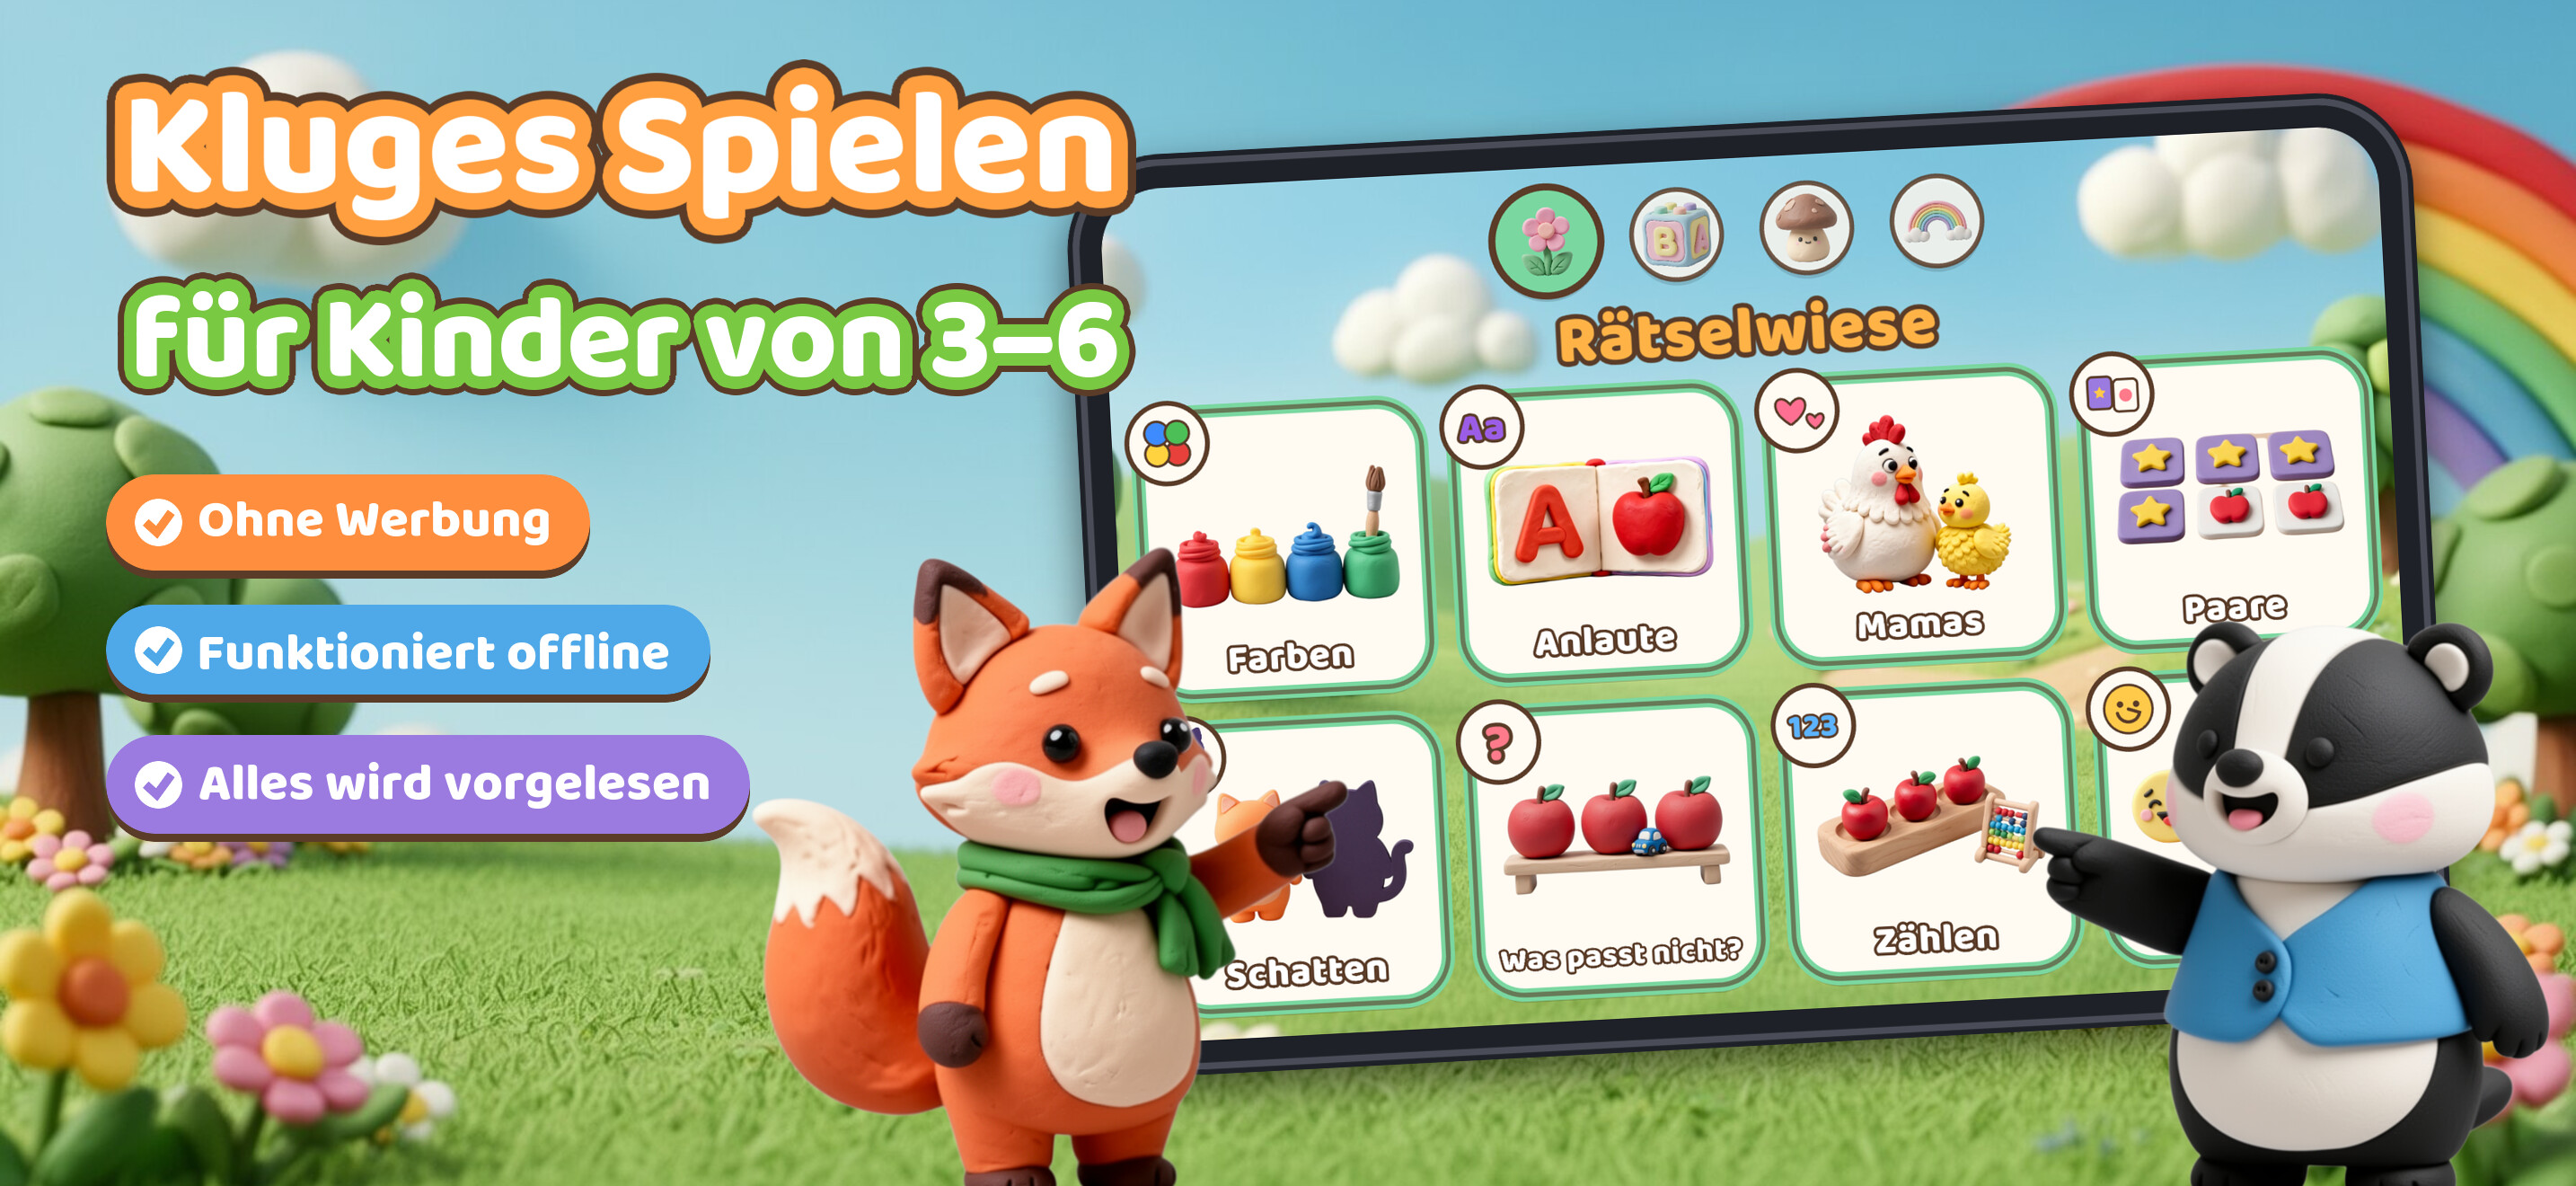 Kluges Spielen
für Kinder von 3–6
Ohne Werbung
Funktioniert offline
Alles wird vorgelesen
B A
Rätselwiese
Aa
A
Farben
Anlaute
Mamas
Paare
?
123
Schatten
Was passt nicht?
Zählen